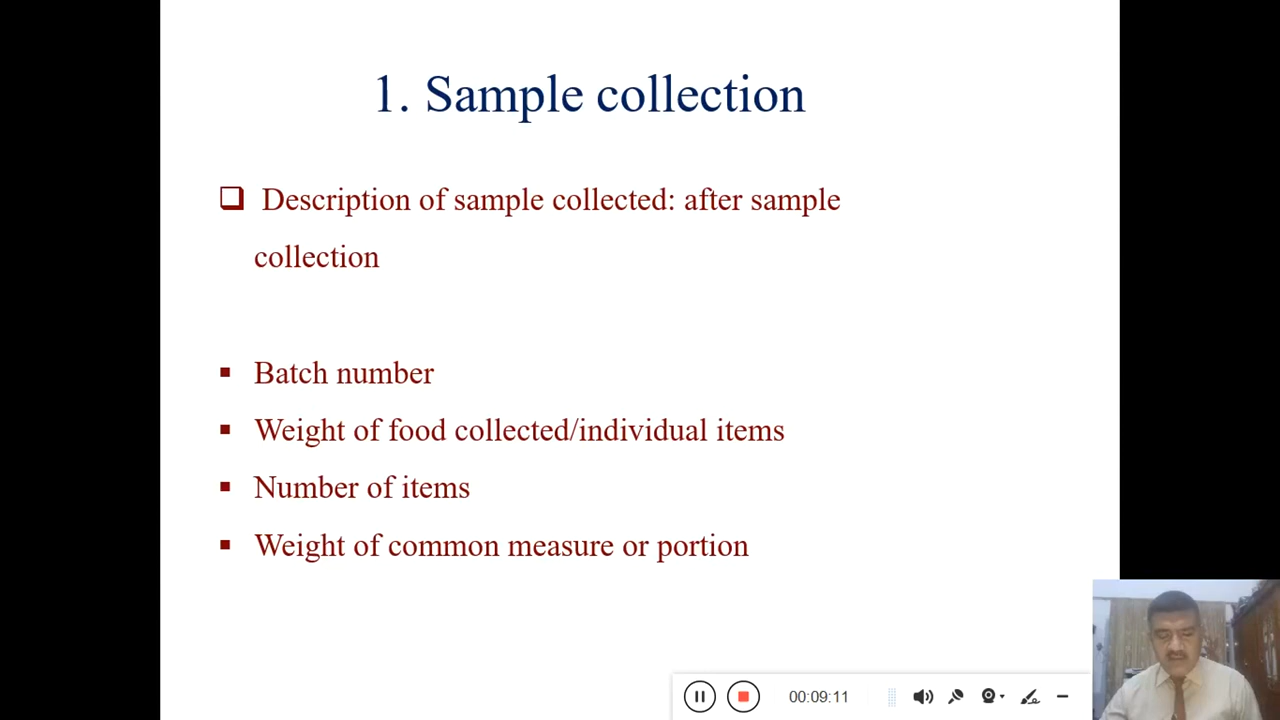 1. Sample collection
Description of sample collected: after sample
collection
Batch number
Weight of food collected/individual items
Number of items
Weight of common measure or portion
00:09:11